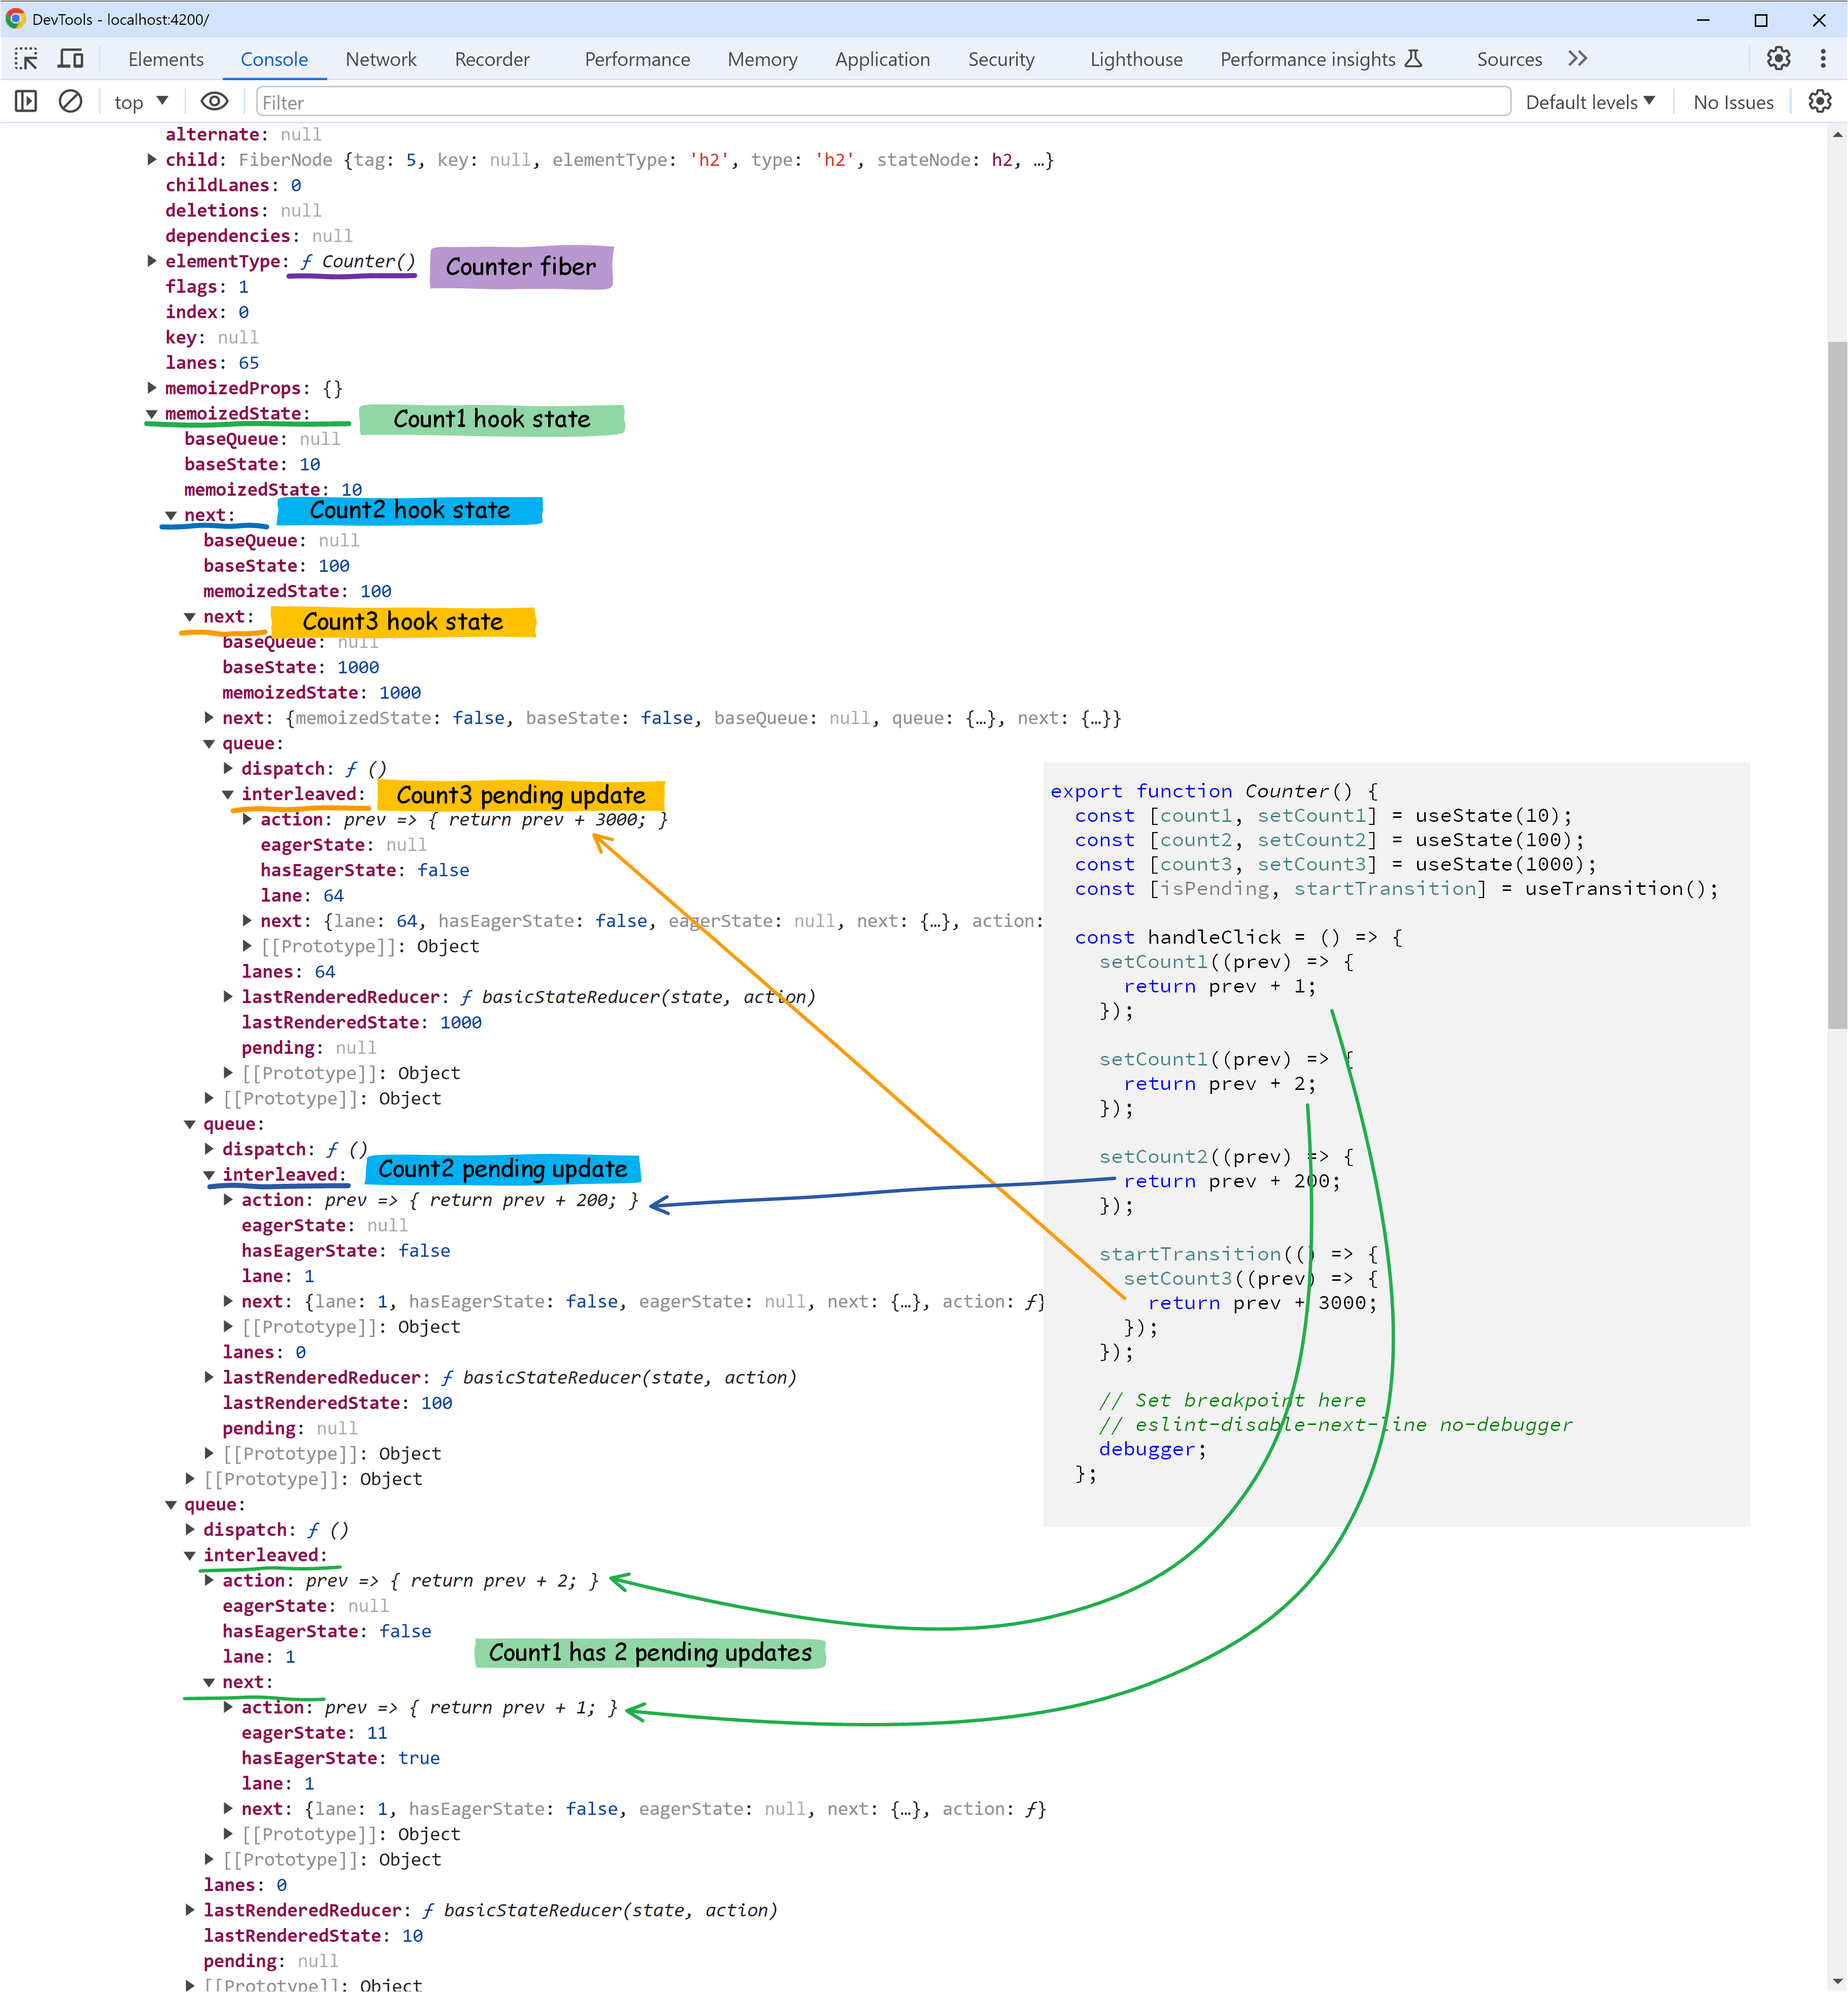 DevTools - localhost:4200/
Elements Console Network Recorder Performance Memory Application Security Lighthouse Performance insights Sources
top Filter Default levels No Issues
alternate: null
child: FiberNode {tag: 5, key: null, elementType: 'h2', type: 'h2', stateNode: h2, …}
childLanes: 0
deletions: null
dependencies: null
elementType: ƒ Counter() Counter fiber
flags: 1
index: 0
key: null
lanes: 65
memoizedProps: {}
memoizedState: Count1 hook state
baseQueue: null
baseState: 10
memoizedState: 10
next: Count2 hook state
baseQueue: null
baseState: 100
memoizedState: 100
next: Count3 hook state
baseQueue: null
baseState: 1000
memoizedState: 1000
next: {memoizedState: false, baseState: false, baseQueue: null, queue: {…}, next: {…}}
queue:
dispatch: ƒ ()
interleaved: Count3 pending update
action: prev => { return prev + 3000; }
eagerState: null
hasEagerState: false
lane: 64
next: {lane: 64, hasEagerState: false, eagerState: null, next: {…}, action:
[[Prototype]]: Object
lanes: 64
lastRenderedReducer: ƒ basicStateReducer(state, action)
lastRenderedState: 1000
pending: null
[[Prototype]]: Object
[[Prototype]]: Object
queue:
dispatch: ƒ ()
interleaved: Count2 pending update
action: prev => { return prev + 200; }
eagerState: null
hasEagerState: false
lane: 1
next: {lane: 1, hasEagerState: false, eagerState: null, next: {…}, action: ƒ}
[[Prototype]]: Object
lanes: 0
lastRenderedReducer: ƒ basicStateReducer(state, action)
lastRenderedState: 100
pending: null
[[Prototype]]: Object
[[Prototype]]: Object
queue:
dispatch: ƒ ()
interleaved:
action: prev => { return prev + 2; }
eagerState: null
hasEagerState: false
lane: 1
Count1 has 2 pending updates
next:
action: prev => { return prev + 1; }
eagerState: 11
hasEagerState: true
lane: 1
next: {lane: 1, hasEagerState: false, eagerState: null, next: {…}, action: ƒ}
[[Prototype]]: Object
[[Prototype]]: Object
lanes: 0
lastRenderedReducer: ƒ basicStateReducer(state, action)
lastRenderedState: 10
pending: null
[[Prototype]]: Object
export function Counter() {
const [count1, setCount1] = useState(10);
const [count2, setCount2] = useState(100);
const [count3, setCount3] = useState(1000);
const [isPending, startTransition] = useTransition();
const handleClick = () => {
setCount1((prev) => {
return prev + 1;
});
setCount1((prev) => {
return prev + 2;
});
setCount2((prev) => {
return prev + 200;
});
startTransition(() => {
setCount3((prev) => {
return prev + 3000;
});
});
// Set breakpoint here
// eslint-disable-next-line no-debugger
debugger;
};